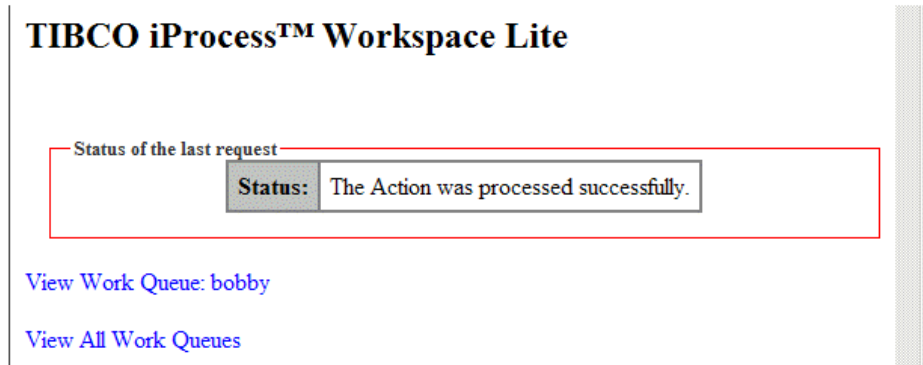 TIBCO iProcess™ Workspace Lite
Status of the last request
Status: The Action was processed successfully.
View Work Queue: bobby
View All Work Queues